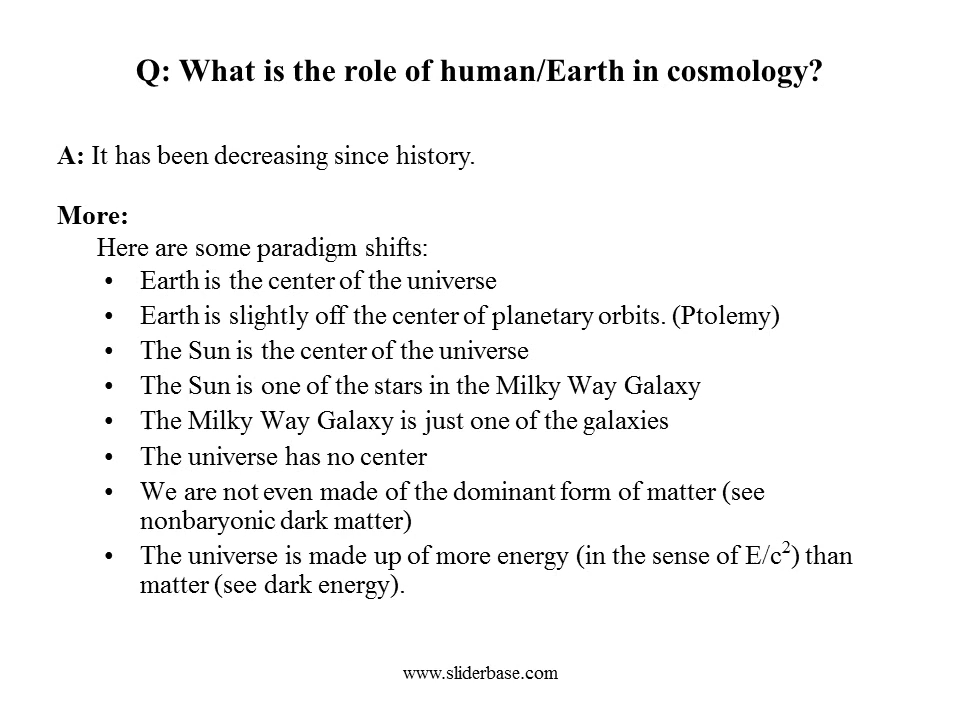 Q: What is the role of human/Earth in cosmology?
A: It has been decreasing since history.
More:
Here are some paradigm shifts:
• Earth is the center of the universe
• Earth is slightly off the center of planetary orbits. (Ptolemy)
• The Sun is the center of the universe
• The Sun is one of the stars in the Milky Way Galaxy
• The Milky Way Galaxy is just one of the galaxies
• The universe has no center
• We are not even made of the dominant form of matter (see
nonbaryonic dark matter)
• The universe is made up of more energy (in the sense of E/c²) than
matter (see dark energy).
www.sliderbase.com